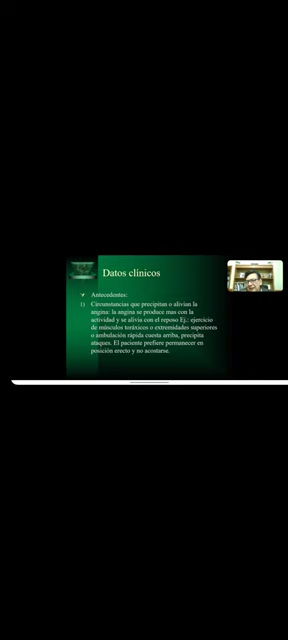 Datos clínicos
Antecedentes:
1) Circunstancias que precipitan o alivian la
angina: la angina se produce mas con la
actividad y se alivia con el reposo Ej.: ejercicio
de músculos toráxicos o extremidades superiores
o ambulación rápida cuesta arriba, precipita
ataques. El paciente prefiere permanecer en
posición erecto y no acostarse.